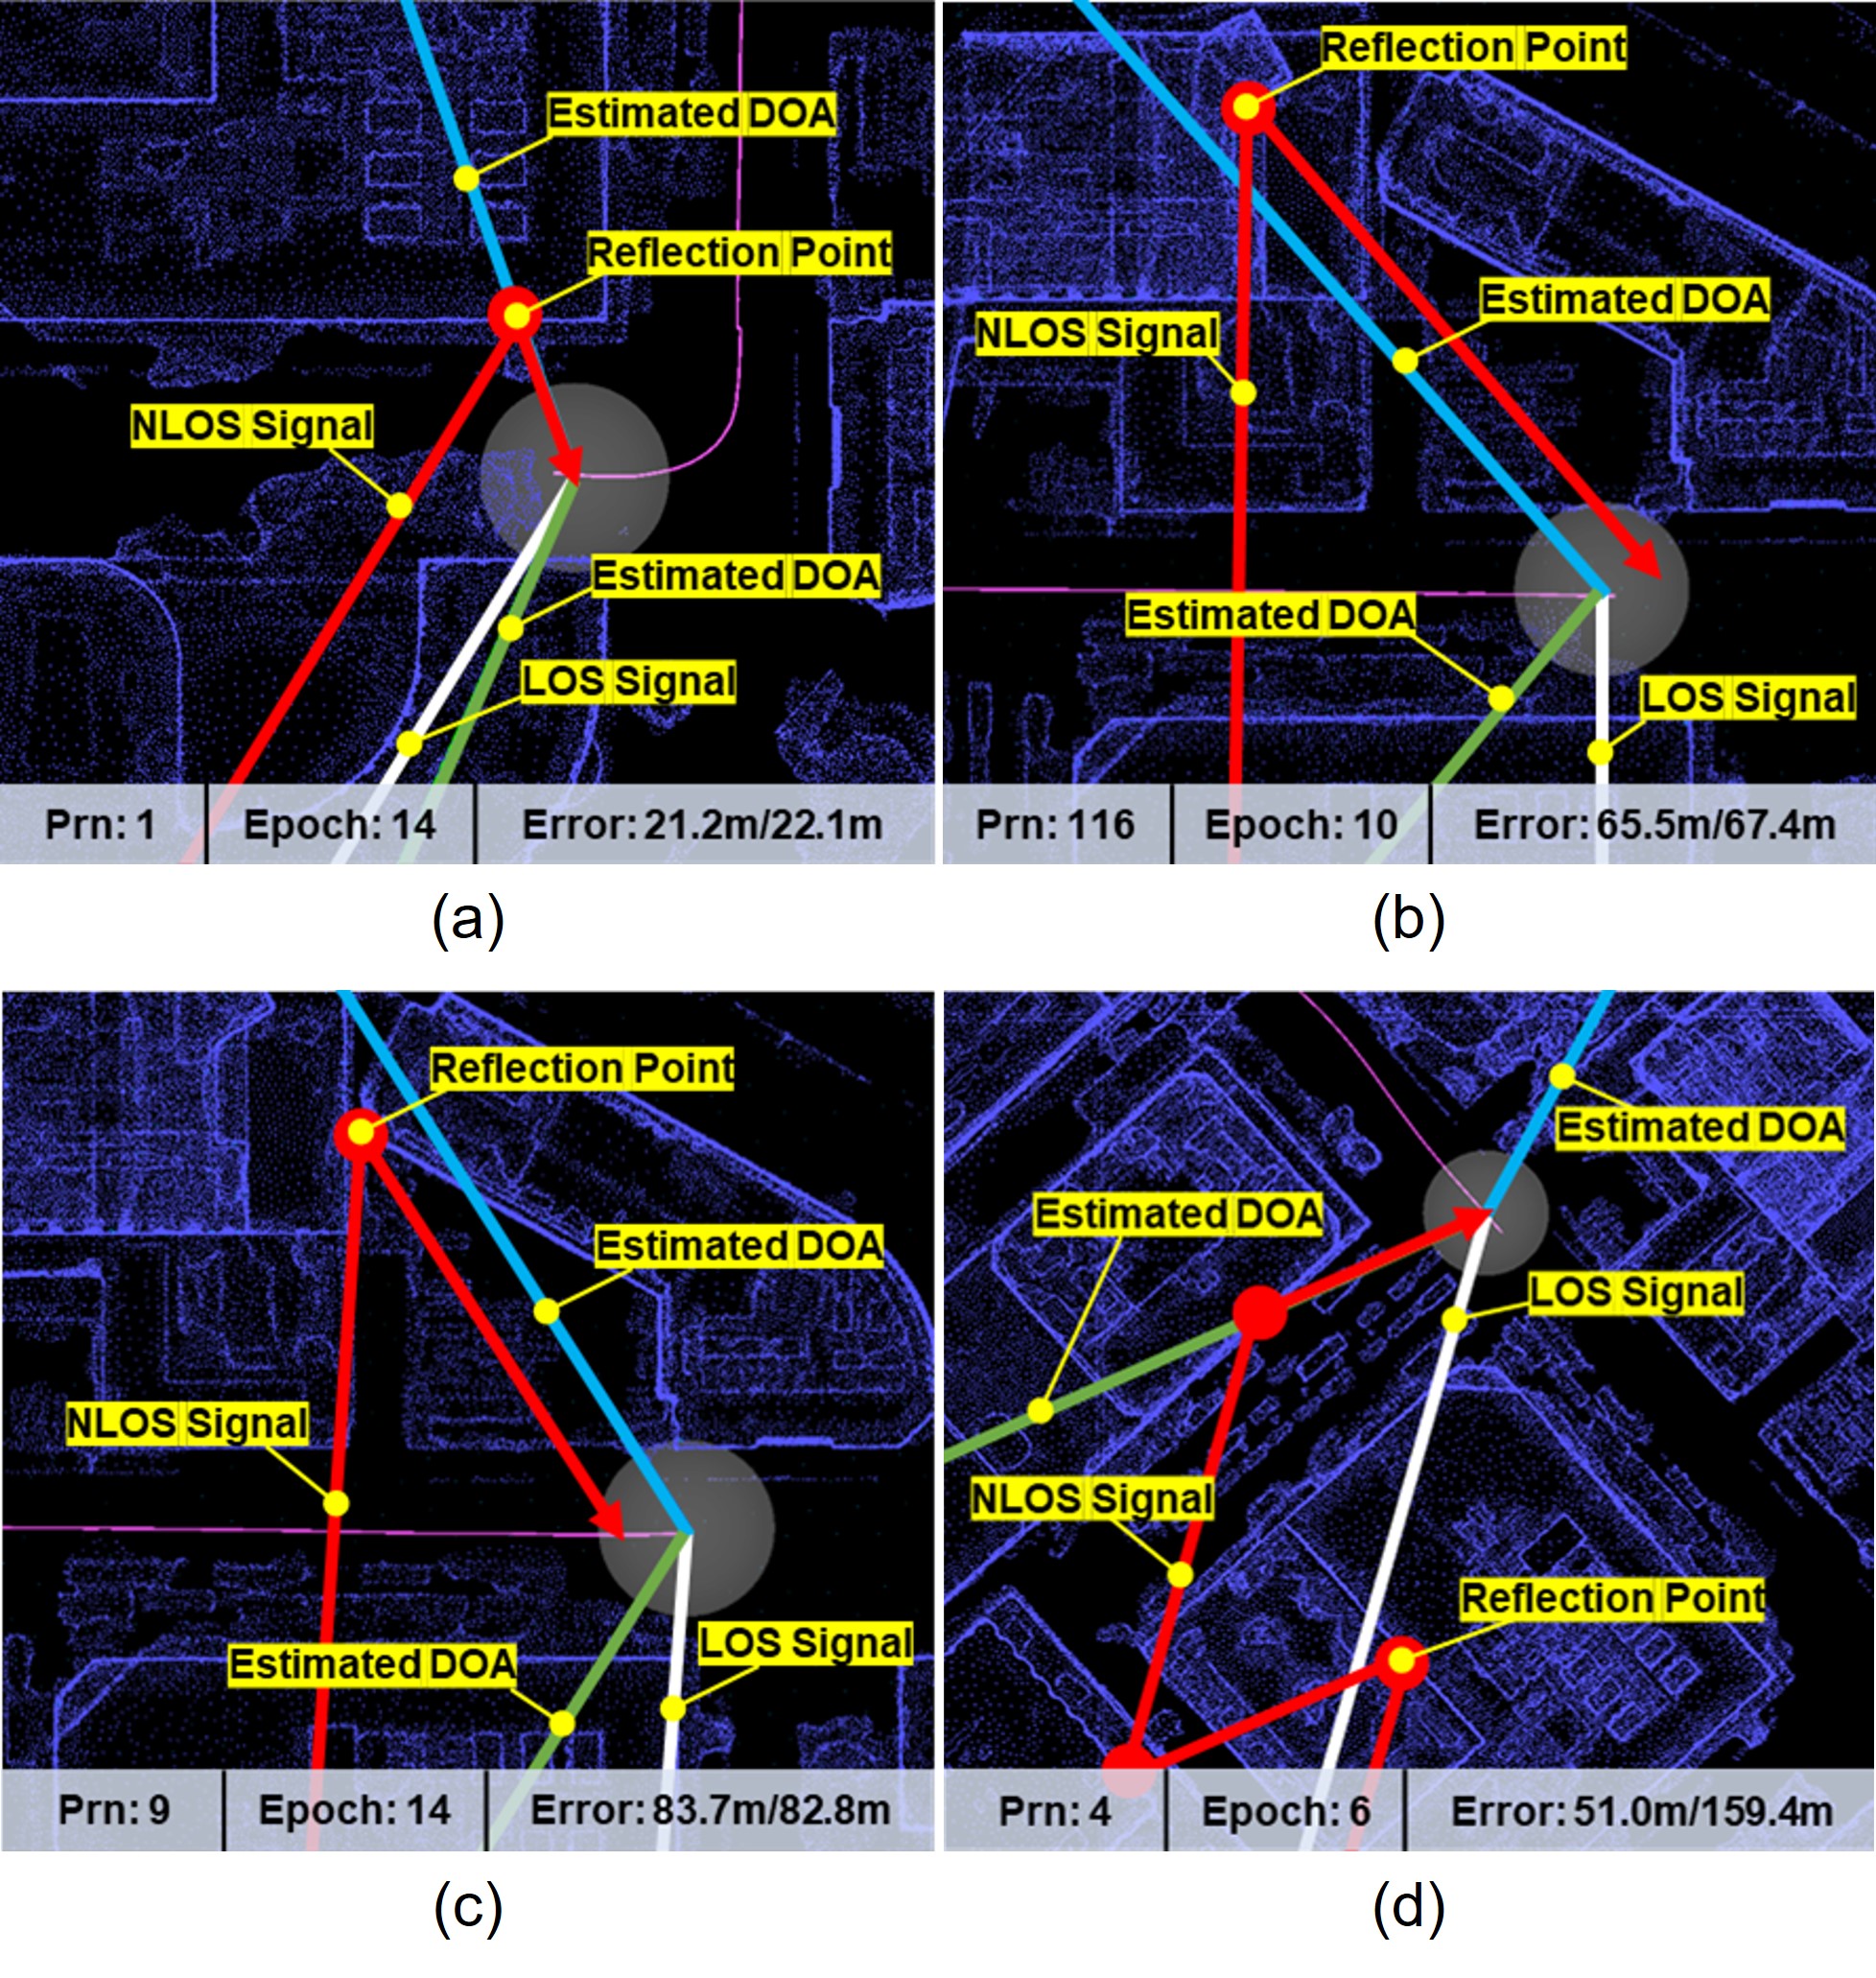 Estimated DOA
Reflection Point
NLOS Signal
Estimated DOA
LOS Signal
Prn: 1
Epoch: 14
Error: 21.2m/22.1m
(a)
Reflection Point
Estimated DOA
NLOS Signal
Estimated DOA
LOS Signal
Prn: 116
Epoch: 10
Error: 65.5m/67.4m
(b)
Reflection Point
Estimated DOA
NLOS Signal
LOS Signal
Estimated DOA
Prn: 9
Epoch: 14
Error: 83.7m/82.8m
(c)
Estimated DOA
Estimated DOA
LOS Signal
NLOS Signal
Reflection Point
Prn: 4
Epoch: 6
Error: 51.0m/159.4m
(d)